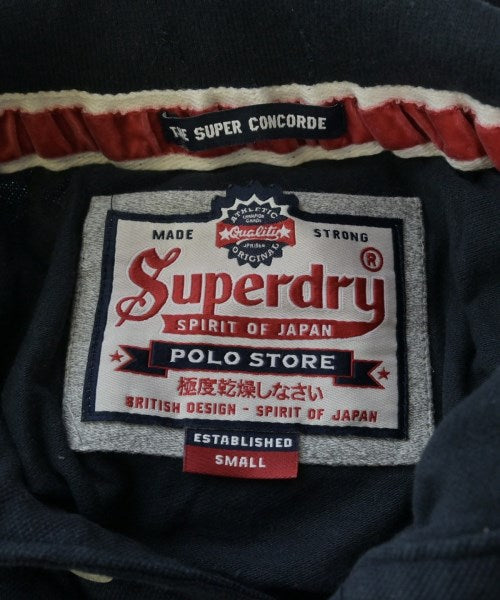 THE SUPER CONCORDE
ATHLETIC
Quality
ORIGINAL
MADE STRONG
Superdry®
SPIRIT OF JAPAN
POLO STORE
極度乾燥しなさい
BRITISH DESIGN - SPIRIT OF JAPAN
ESTABLISHED
SMALL